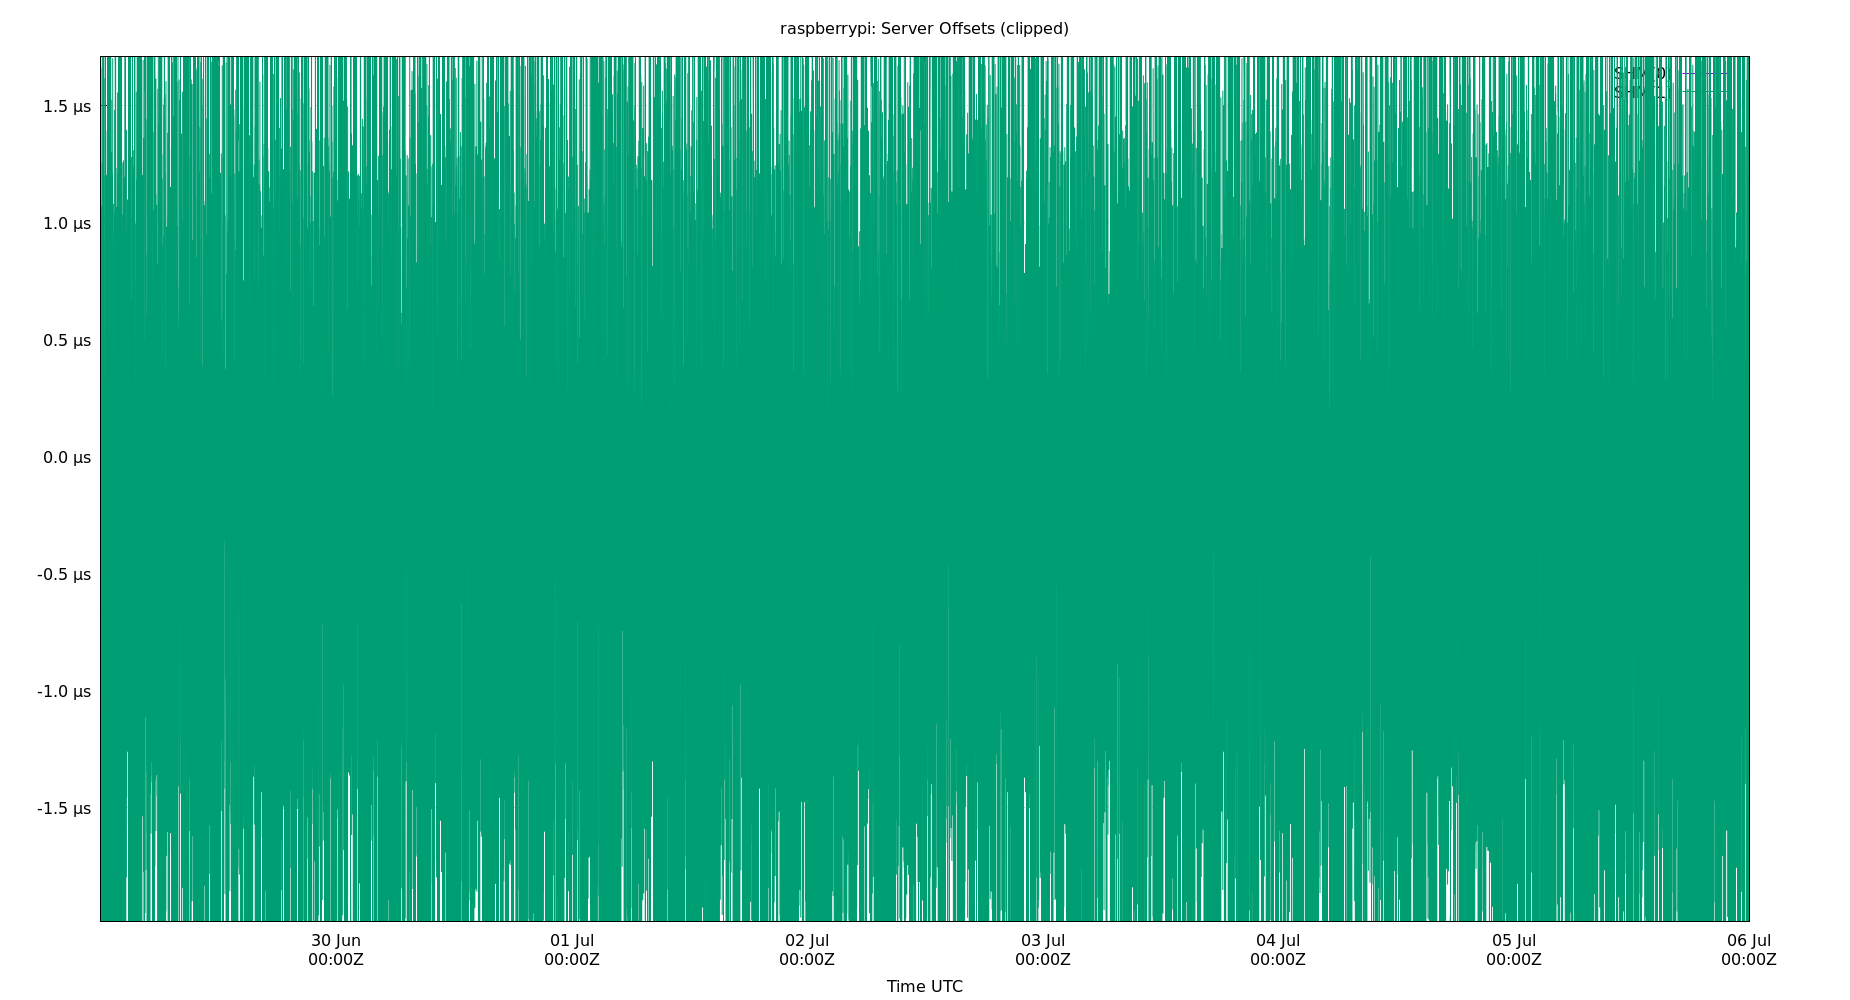 raspberrypi: Server Offsets (clipped)
1.5 µs
1.0 µs
0.5 µs
0.0 µs
-0.5 µs
-1.0 µs
-1.5 µs
30 Jun
00:00Z
01 Jul
00:00Z
02 Jul
00:00Z
03 Jul
00:00Z
04 Jul
00:00Z
05 Jul
00:00Z
06 Jul
00:00Z
Time UTC